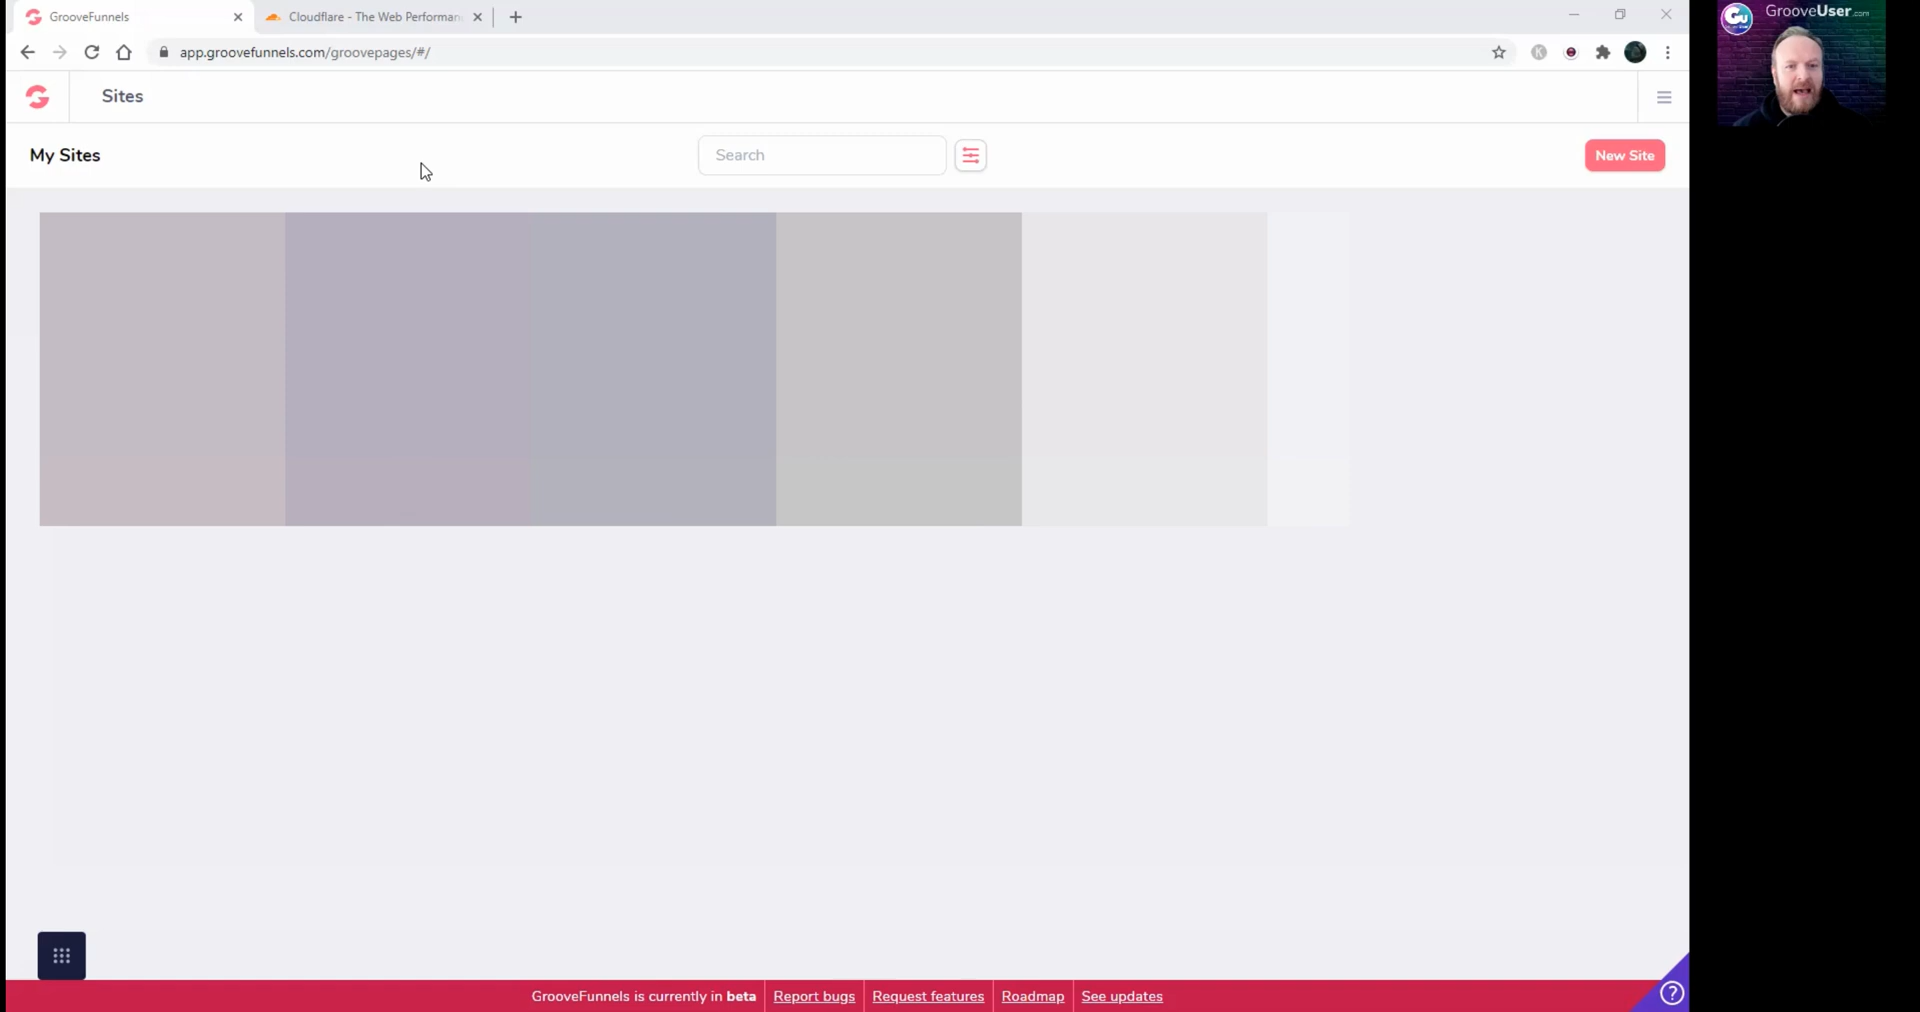 GrooveFunnels
Cloudflare - The Web Performan
GrooveUser.com
app.groovefunnels.com/groovepages/#/
Sites
My Sites
Search
New Site
GrooveFunnels is currently in beta
Report bugs
Request features
Roadmap
See updates